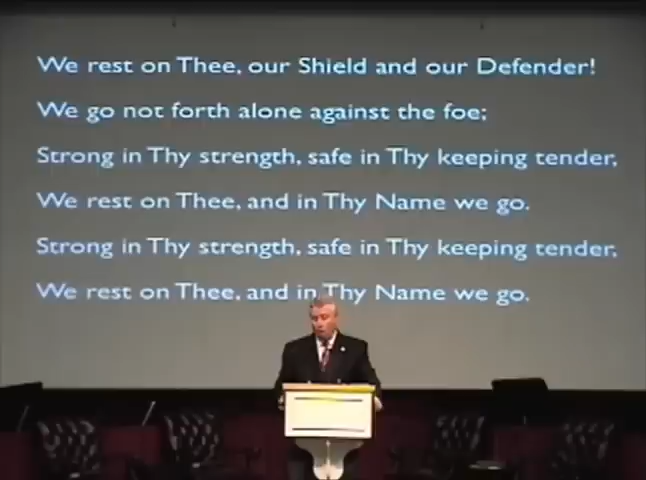 We rest on Thee, our Shield and our Defender!
We go not forth alone against the foe;
Strong in Thy strength, safe in Thy keeping tender,
We rest on Thee, and in Thy Name we go.
Strong in Thy strength, safe in Thy keeping tender,
We rest on Thee, and in Thy Name we go.